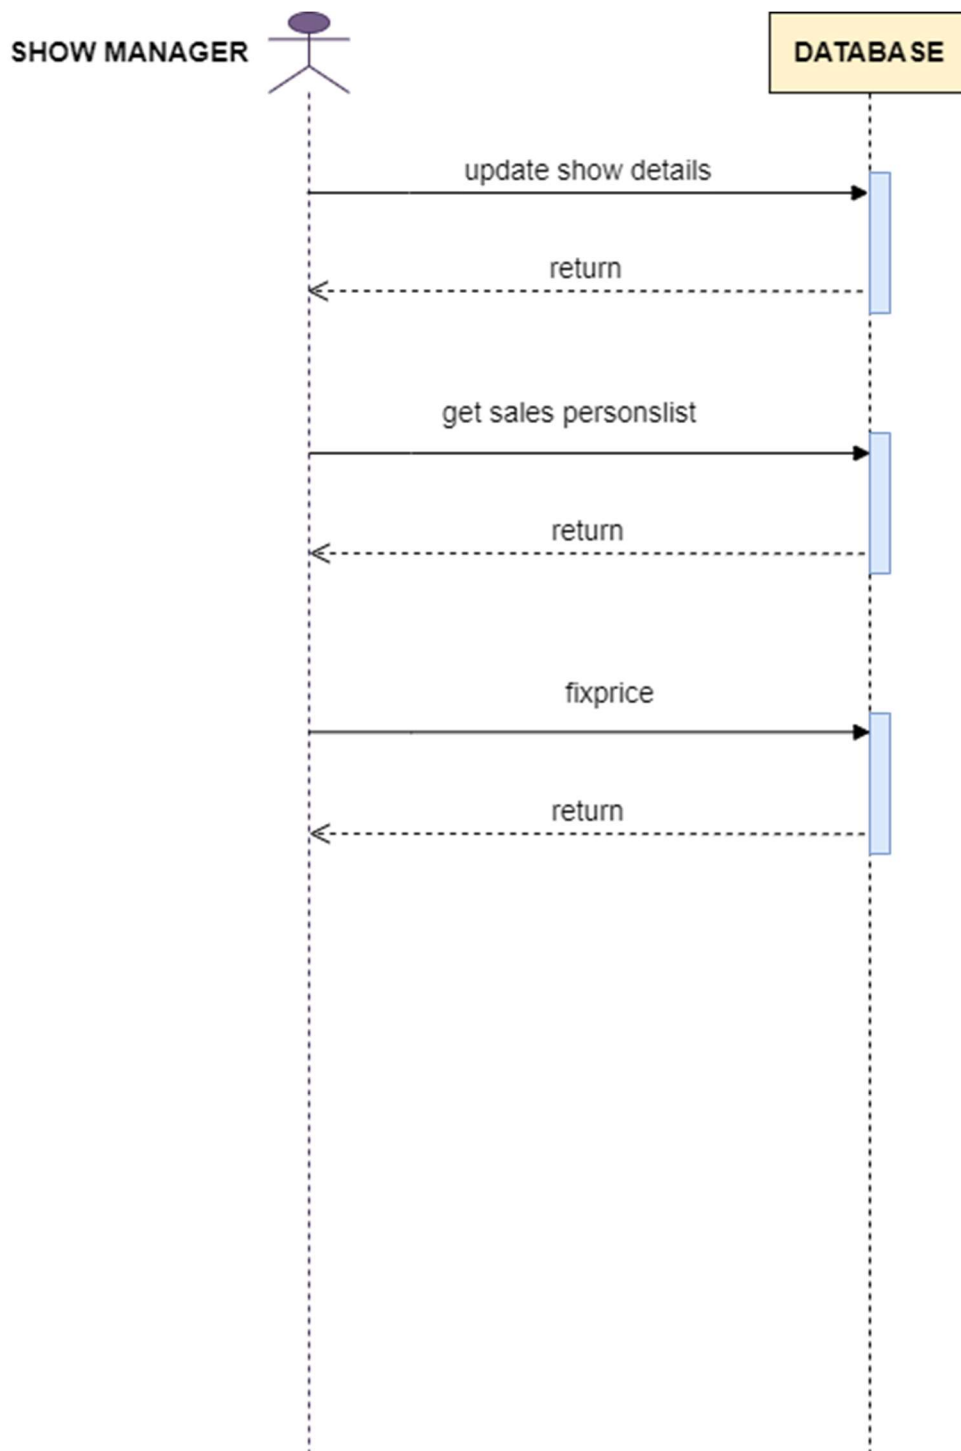 SHOW MANAGER
DATABASE
update show details
return
get sales personslist
return
fixprice
return